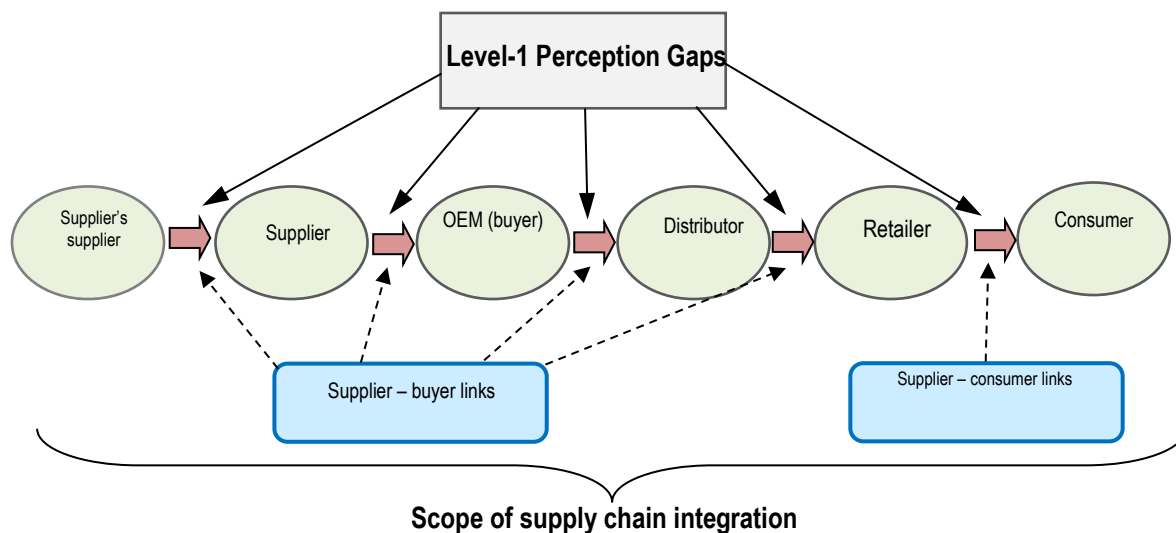 Level-1 Perception Gaps
Supplier's
supplier
Supplier
OEM (buyer)
Distributor
Retailer
Consumer
Supplier – buyer links
Supplier – consumer links
Scope of supply chain integration